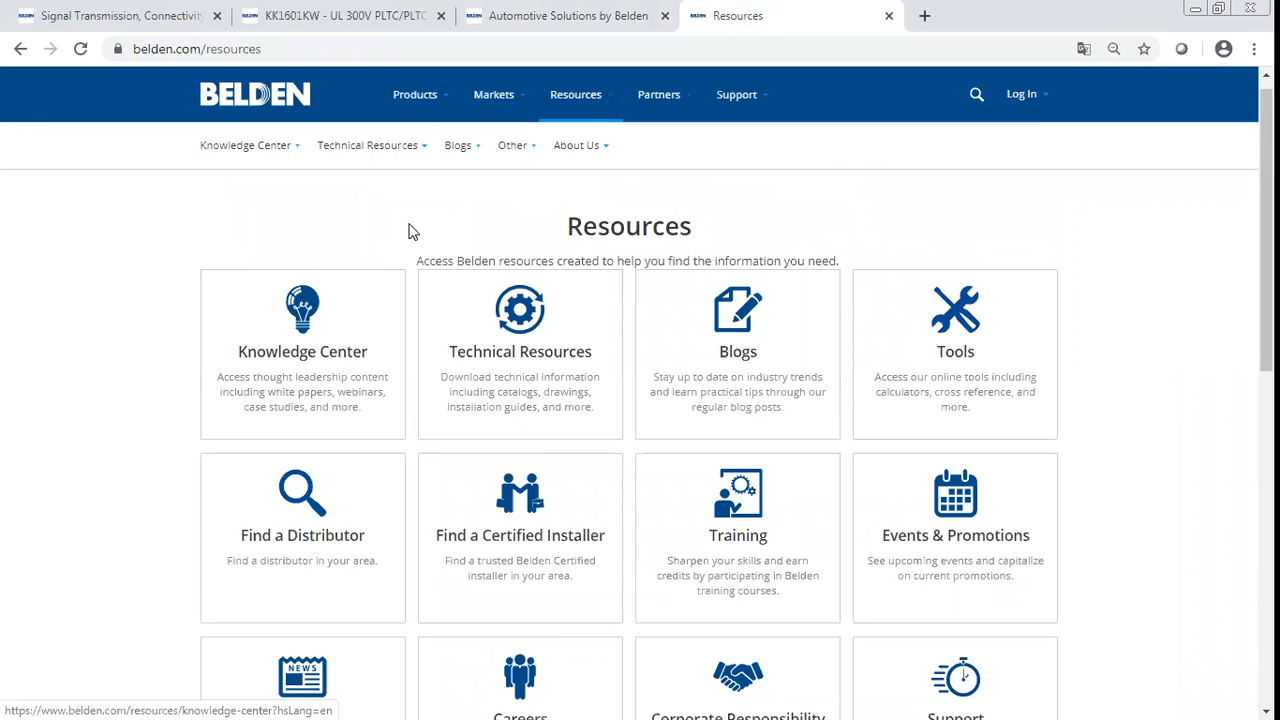 Signal Transmission, Connectivity
KK1601KW - UL 300V PLTC/PLTC
Automotive Solutions by Belden
Resources
belden.com/resources
BELDEN
Products
Markets
Resources
Partners
Support
Log In
Knowledge Center
Technical Resources
Blogs
Other
About Us
Resources
Access Belden resources created to help you find the information you need.
Knowledge Center
Access thought leadership content
including white papers, webinars,
case studies, and more.
Technical Resources
Download technical information
including catalogs, drawings,
installation guides, and more.
Blogs
Stay up to date on industry trends
and learn practical tips through our
regular blog posts.
Tools
Access our online tools including
calculators, cross reference, and
more.
Find a Distributor
Find a distributor in your area.
Find a Certified Installer
Find a trusted Belden Certified
installer in your area.
Training
Sharpen your skills and earn
credits by participating in Belden
training courses.
Events & Promotions
See upcoming events and capitalize
on current promotions.
NEWS
Careers
Corporate Responsibility
Support
https://www.belden.com/resources/knowledge-center?hsLang=en